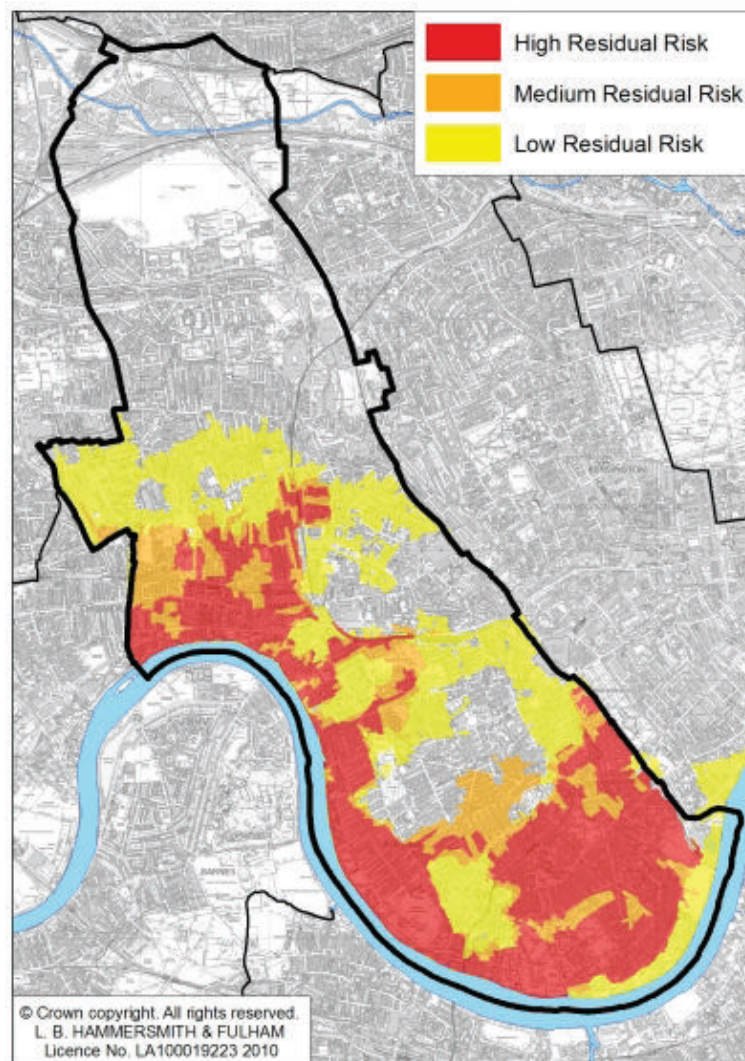 High Residual Risk
Medium Residual Risk
Low Residual Risk
KENSINGTON
BARNES
© Crown copyright. All rights reserved.
L. B. HAMMERSMITH & FULHAM
Licence No. LA100019223 2010